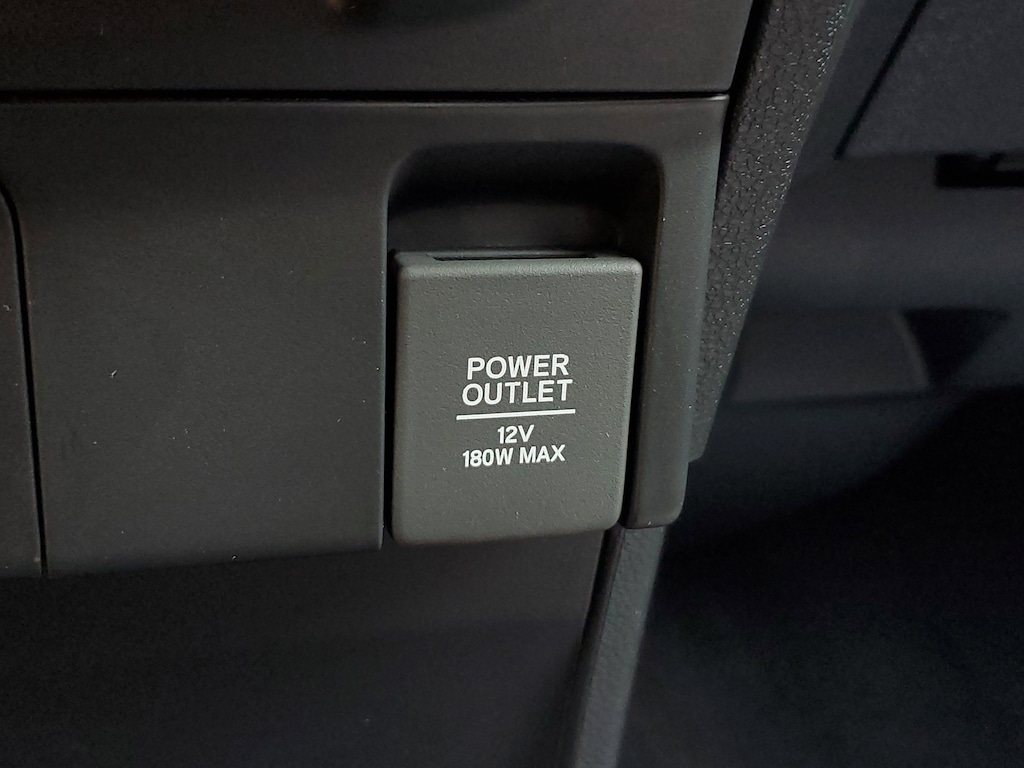 POWER
OUTLET
12V
180W MAX